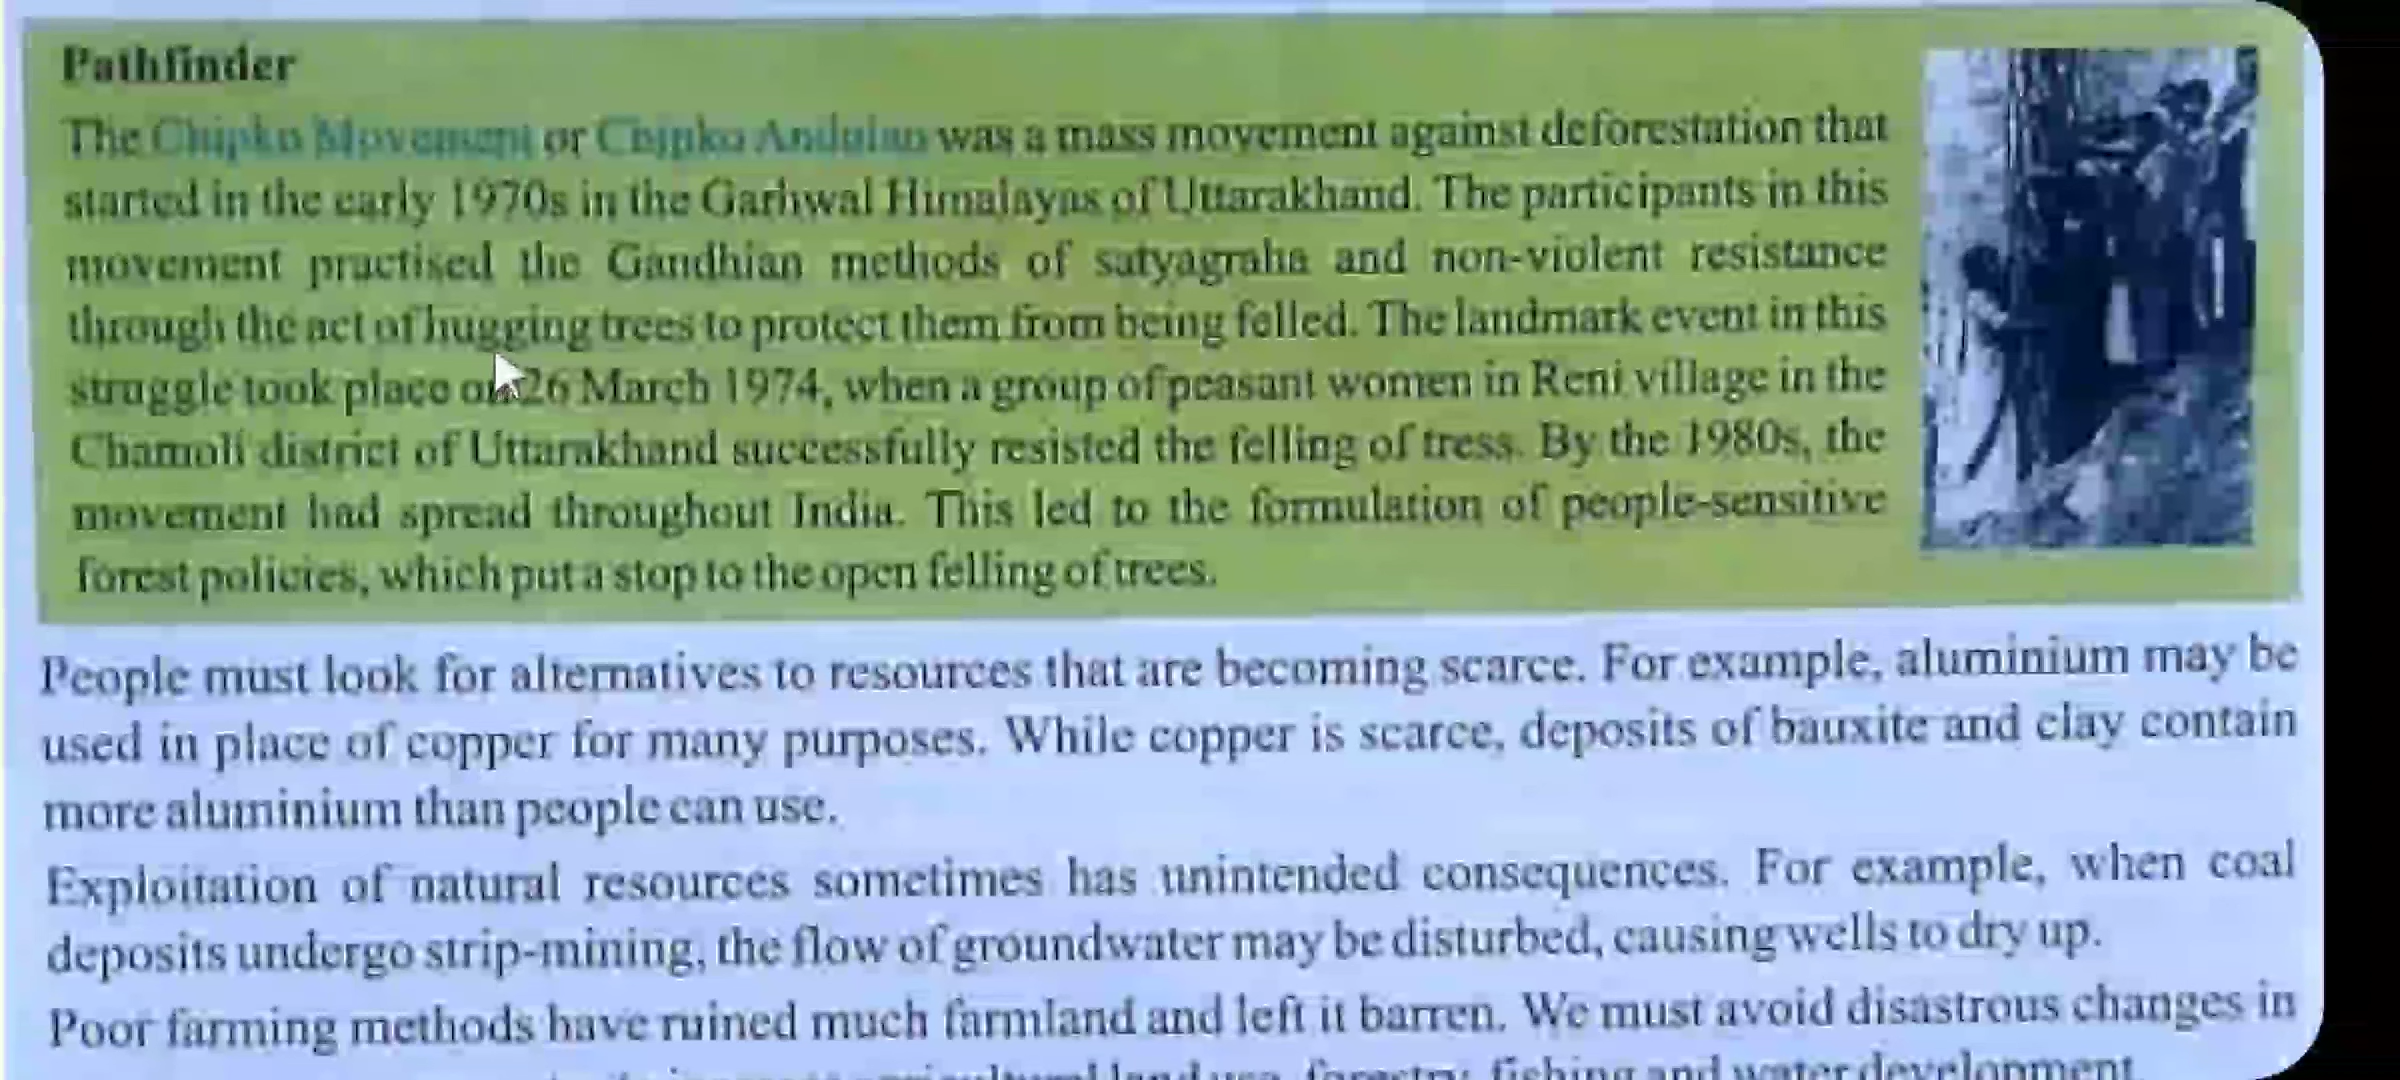 Pathfinder
The Chipko Movement or Chipko Andolan was a mass movement against deforestation that
started in the early 1970s in the Garhwal Himalayas of Uttarakhand. The participants in this
movement practised the Gandhian methods of satyagraha and non-violent resistance
through the act of hugging trees to protect them from being felled. The landmark event in this
struggle took place on 26 March 1974, when a group of peasant women in Reni village in the
Chamoli district of Uttarakhand successfully resisted the felling of tress. By the 1980s, the
movement had spread throughout India. This led to the formulation of people-sensitive
forest policies, which put a stop to the open felling of trees.
People must look for alternatives to resources that are becoming scarce. For example, aluminium may be
used in place of copper for many purposes. While copper is scarce, deposits of bauxite and clay contain
more aluminium than people can use.
Exploitation of natural resources sometimes has unintended consequences. For example, when coal
deposits undergo strip-mining, the flow of groundwater may be disturbed, causing wells to dry up.
Poor farming methods have ruined much farmland and left it barren. We must avoid disastrous changes in
agricultural land use, forestry, fishing and water development